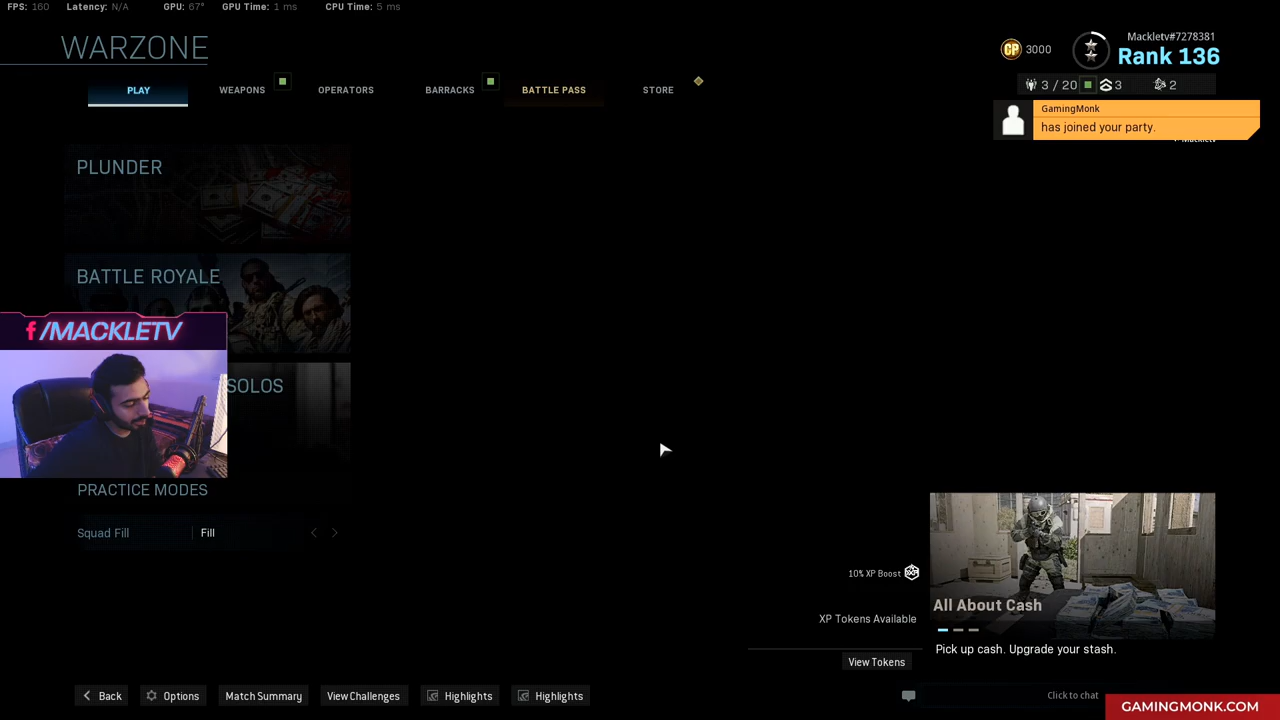 FPS: 160 Latency: N/A GPU: 67° GPU Time: 1 ms CPU Time: 5 ms
WARZONE
CP 3000
Mackletv#7278381
Rank 136
PLAY WEAPONS OPERATORS BARRACKS BATTLE PASS STORE
3 / 20 3 2
GamingMonk
has joined your party.
PLUNDER
BATTLE ROYALE
f/MACKLETV
SOLOS
PRACTICE MODES
Squad Fill Fill
10% XP Boost 2XP
XP Tokens Available
View Tokens
All About Cash
Pick up cash. Upgrade your stash.
Back Options Match Summary View Challenges Highlights Highlights
Click to chat
GAMINGMONK.COM